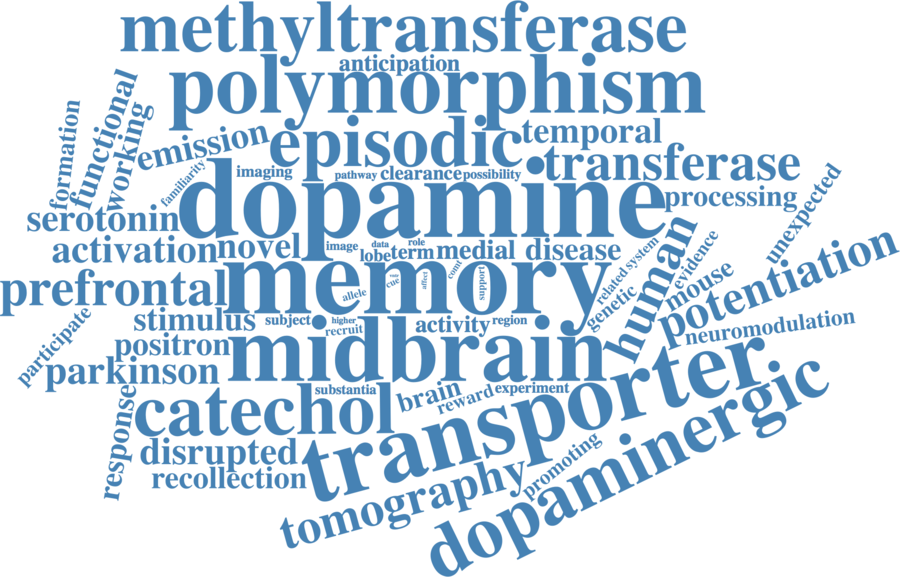 methyltransferase
anticipation
polymorphism
formation
functional
working
emission
episodic
temporal
familiarity
imaging
pathway
clearance
possibility
transferase
dopamine
processing
unexpected
serotonin
activation
novel
image
data
role
lobe
term
medial
disease
human
related
system
evidence
prefrontal
memory
allele
cue
affect
support
genetic
mouse
potentiation
participate
stimulus
subject
higher
recruit
activity
region
neuromodulation
positron
midbrain
parkinson
substantia
brain
reward
experiment
transporter
response
catechol
disrupted
recollection
tomography
promoting
dopaminergic